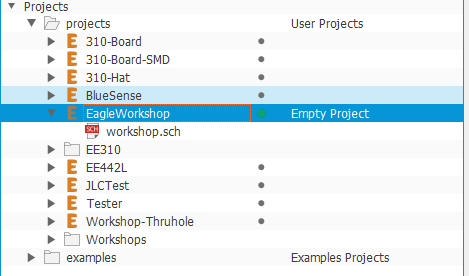 Projects
projects User Projects
310-Board
310-Board-SMD
310-Hat
BlueSense
EagleWorkshop Empty Project
SCH workshop.sch
EE310
EE442L
JLCTest
Tester
Workshop-Thruhole
Workshops
examples Examples Projects